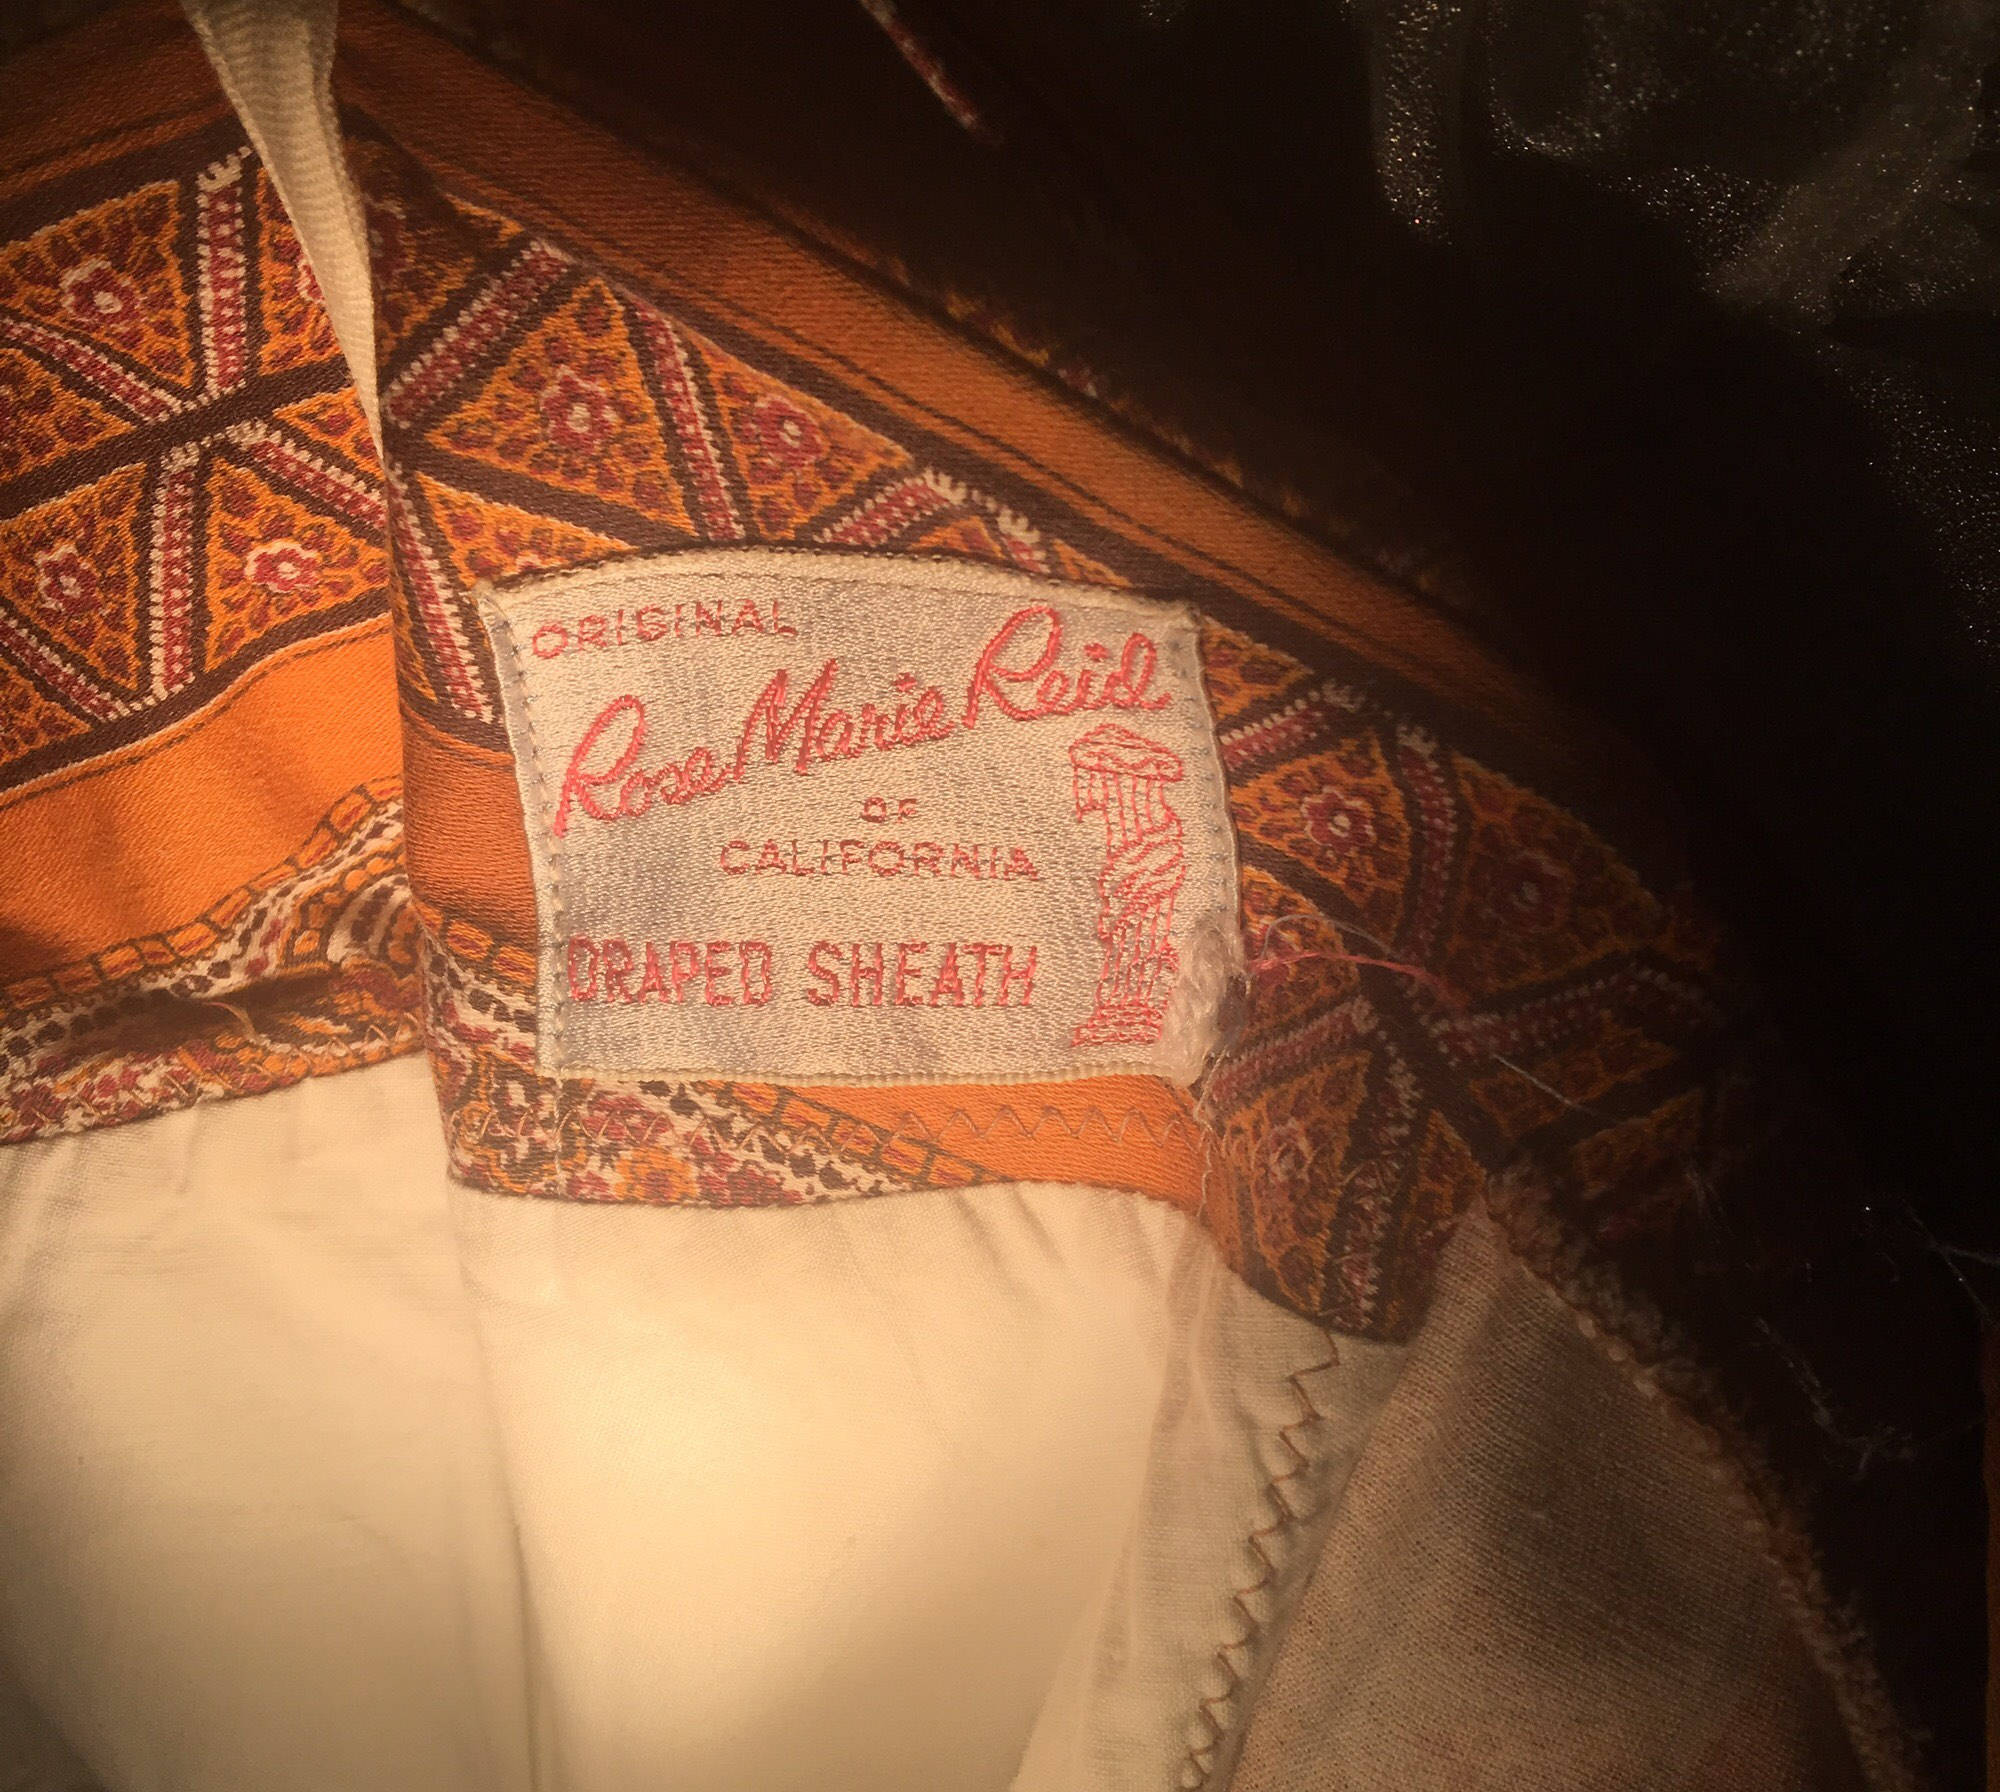 ORIGINAL
Rose Marie Reid
OF
CALIFORNIA
DRAPED SHEATH